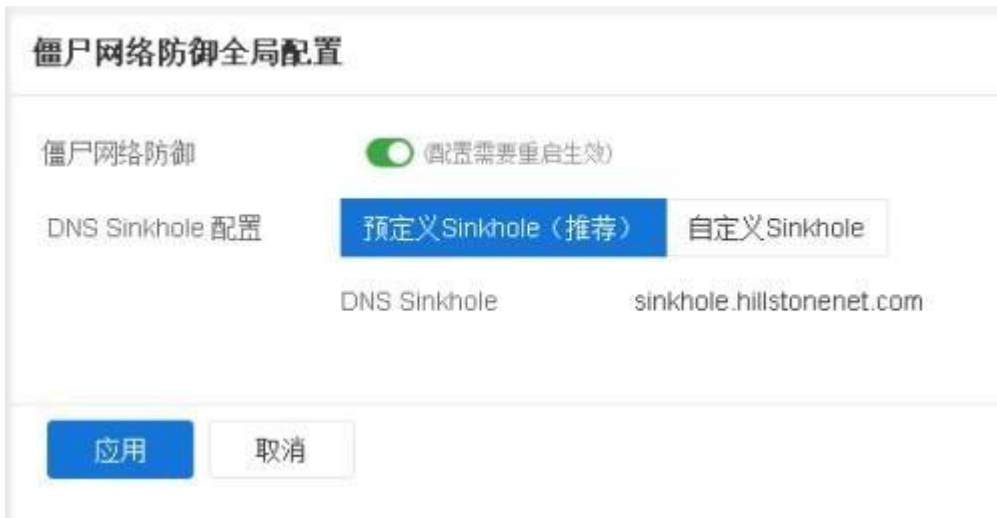 僵尸网络防御全局配置
僵尸网络防御 (配置需要重启生效)
DNS Sinkhole 配置 预定义Sinkhole（推荐） 自定义Sinkhole
DNS Sinkhole sinkhole.hillstonenet.com
应用 取消